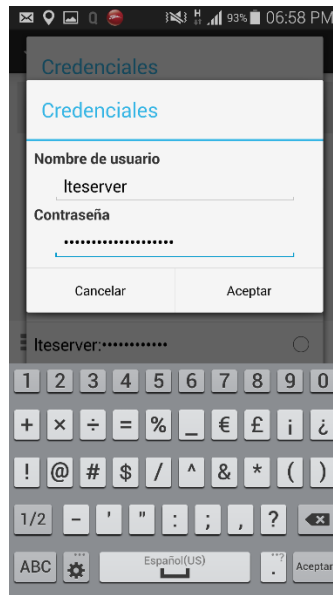 93% 06:58 PM
Credenciales
Credenciales
Nombre de usuario
lteserver
Contraseña
••••••••••••••••••••
Cancelar Aceptar
lteserver:••••••••••••
1 2 3 4 5 6 7 8 9 0
+ × ÷ = % _ € £ ¡ ¿
! @ # $ / ^ & * ( )
1/2 - ' " : ; , ?
ABC Español(US) . Aceptar